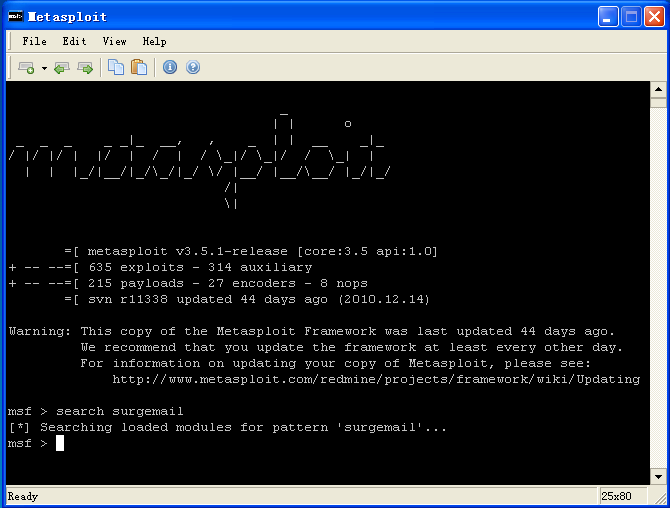 Metasploit
File Edit View Help
metasploit
=[ metasploit v3.5.1-release [core:3.5 api:1.0]
+ -- --=[ 635 exploits - 314 auxiliary
+ -- --=[ 215 payloads - 27 encoders - 8 nops
=[ svn r11338 updated 44 days ago (2010.12.14)
Warning: This copy of the Metasploit Framework was last updated 44 days ago.
We recommend that you update the framework at least every other day.
For information on updating your copy of Metasploit, please see:
http://www.metasploit.com/redmine/projects/framework/wiki/Updating
msf > search surgemail
[*] Searching loaded modules for pattern 'surgemail'...
msf >
Ready 25x80